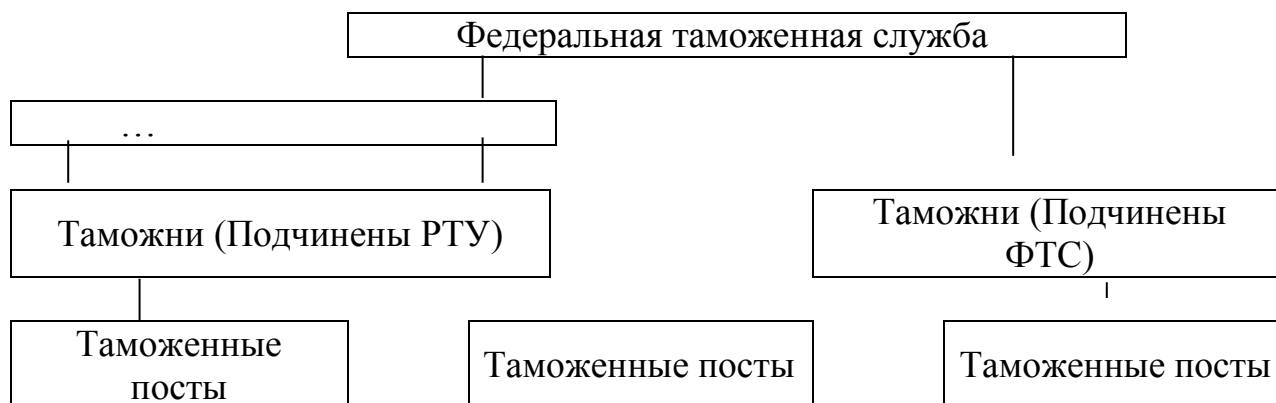 Федеральная таможенная служба
…
Таможни (Подчинены РТУ)
Таможни (Подчинены
ФТС)
Таможенные
посты
Таможенные посты
Таможенные посты